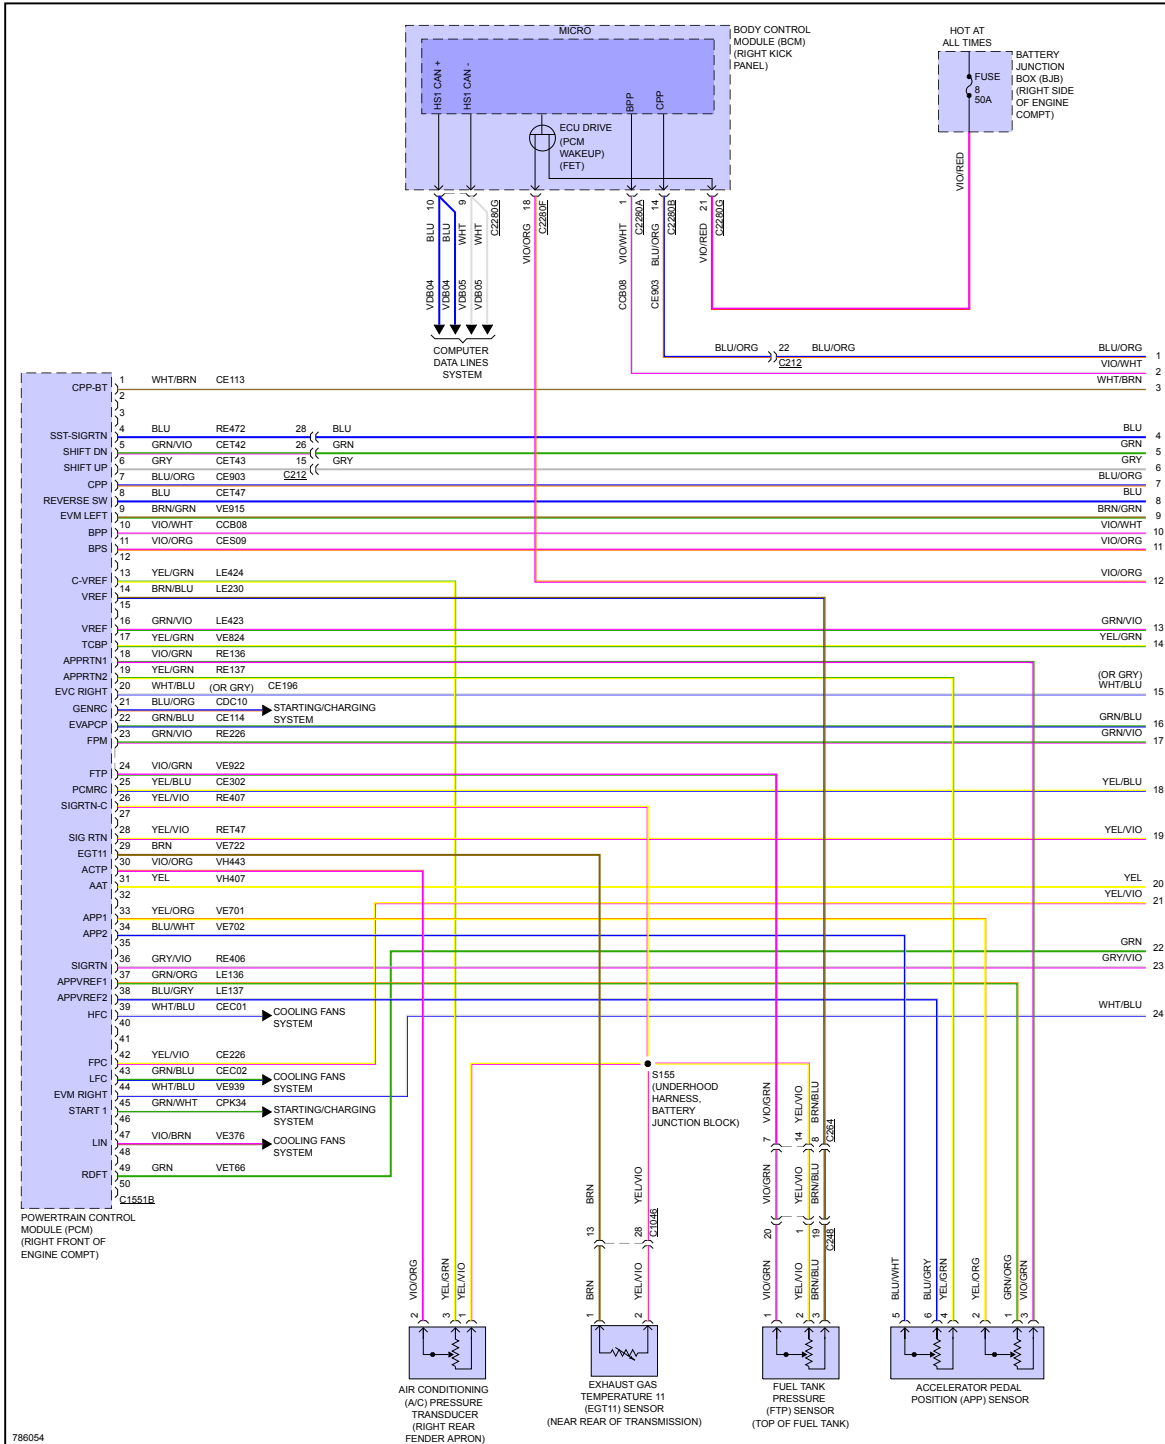 MICRO
BODY CONTROL
MODULE (BCM)
(RIGHT KICK
PANEL)
HOT AT
ALL TIMES
BATTERY
JUNCTION
BOX (BJB)
(RIGHT SIDE
OF ENGINE
COMPT)
FUSE
8
50A
HS1 CAN +
HS1 CAN -
BPP
CPP
ECU DRIVE
(PCM
WAKEUP)
(FET)
VIO/RED
10
9
C2280G
18
C2280F
1
C2280A
14
C2280B
21
C2280G
BLU
BLU
WHT
WHT
VIO/ORG
VIO/WHT
BLU/ORG
VIO/RED
VDB04
VDB04
VDB05
VDB05
CCB08
CE903
COMPUTER
DATA LINES
SYSTEM
BLU/ORG 22 BLU/ORG
C212
BLU/ORG 1
VIO/WHT 2
WHT/BRN 3
BLU 4
GRN 5
GRY 6
BLU/ORG 7
BLU 8
BRN/GRN 9
VIO/WHT 10
VIO/ORG 11
VIO/ORG 12
GRN/VIO 13
YEL/GRN 14
(OR GRY)
WHT/BLU 15
GRN/BLU 16
GRN/VIO 17
YEL/BLU 18
YEL/VIO 19
YEL 20
YEL/VIO 21
GRN 22
GRY/VIO 23
WHT/BLU 24
CPP-BT 1 WHT/BRN CE113
2
3
SST-SIGRTN 4 BLU RE472 28 BLU
SHIFT DN 5 GRN/VIO CET42 26 GRN
SHIFT UP 6 GRY CET43 15 GRY
C212
CPP 7 BLU/ORG CE903
REVERSE SW 8 BLU CET47
EVM LEFT 9 BRN/GRN VE915
BPP 10 VIO/WHT CCB08
BPS 11 VIO/ORG CES09
12
C-VREF 13 YEL/GRN LE424
VREF 14 BRN/BLU LE230
15
VREF 16 GRN/VIO LE423
TCBP 17 YEL/GRN VE824
APPRTN1 18 VIO/GRN RE136
APPRTN2 19 YEL/GRN RE137
EVC RIGHT 20 WHT/BLU (OR GRY) CE196
GENRC 21 BLU/ORG CDC10 STARTING/CHARGING
SYSTEM
EVAPCP 22 GRN/BLU CE114
FPM 23 GRN/VIO RE226
FTP 24 VIO/GRN VE922
PCMRC 25 YEL/BLU CE302
SIGRTN-C 26 YEL/VIO RE407
27
SIG RTN 28 YEL/VIO RET47
EGT11 29 BRN VE722
ACTP 30 VIO/ORG VH443
AAT 31 YEL VH407
32
APP1 33 YEL/ORG VE701
APP2 34 BLU/WHT VE702
35
SIGRTN 36 GRY/VIO RE406
APPVREF1 37 GRN/ORG LE136
APPVREF2 38 BLU/GRY LE137
HFC 39 WHT/BLU CEC01 COOLING FANS
SYSTEM
40
41
FPC 42 YEL/VIO CE226
LFC 43 GRN/BLU CEC02 COOLING FANS
SYSTEM
EVM RIGHT 44 WHT/BLU VE939
START 1 45 GRN/WHT CPK34 STARTING/CHARGING
SYSTEM
46
LIN 47 VIO/BRN VE376 COOLING FANS
SYSTEM
48
RDFT 49 GRN VET66
50
C1551B
POWERTRAIN CONTROL
MODULE (PCM)
(RIGHT FRONT OF
ENGINE COMPT)
S155
(UNDERHOOD
HARNESS,
BATTERY
JUNCTION BLOCK)
VIO/GRN
YEL/VIO
BRN/BLU
7
14
8
C264
VIO/GRN
YEL/VIO
BRN/BLU
20
1
19
C248
VIO/GRN
YEL/VIO
BRN/BLU
1
2
3
BRN
YEL/VIO
13
28
C1046
BRN
YEL/VIO
1
2
VIO/ORG
YEL/GRN
YEL/VIO
2
3
1
BLU/WHT
BLU/GRY
YEL/GRN
YEL/ORG
GRN/ORG
VIO/GRN
5
6
4
2
1
3
AIR CONDITIONING
(A/C) PRESSURE
TRANSDUCER
(RIGHT REAR
FENDER APRON)
EXHAUST GAS
TEMPERATURE 11
(EGT11) SENSOR
(NEAR REAR OF TRANSMISSION)
FUEL TANK
PRESSURE
(FTP) SENSOR
(TOP OF FUEL TANK)
ACCELERATOR PEDAL
POSITION (APP) SENSOR
786054